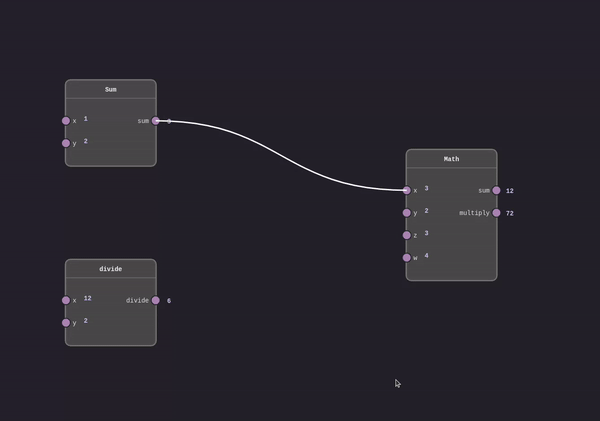 Sum
x 1 sum 3
y 2
Math
x 3 sum 12
y 2 multiply 72
z 3
w 4
divide
x 12 divide 6
y 2